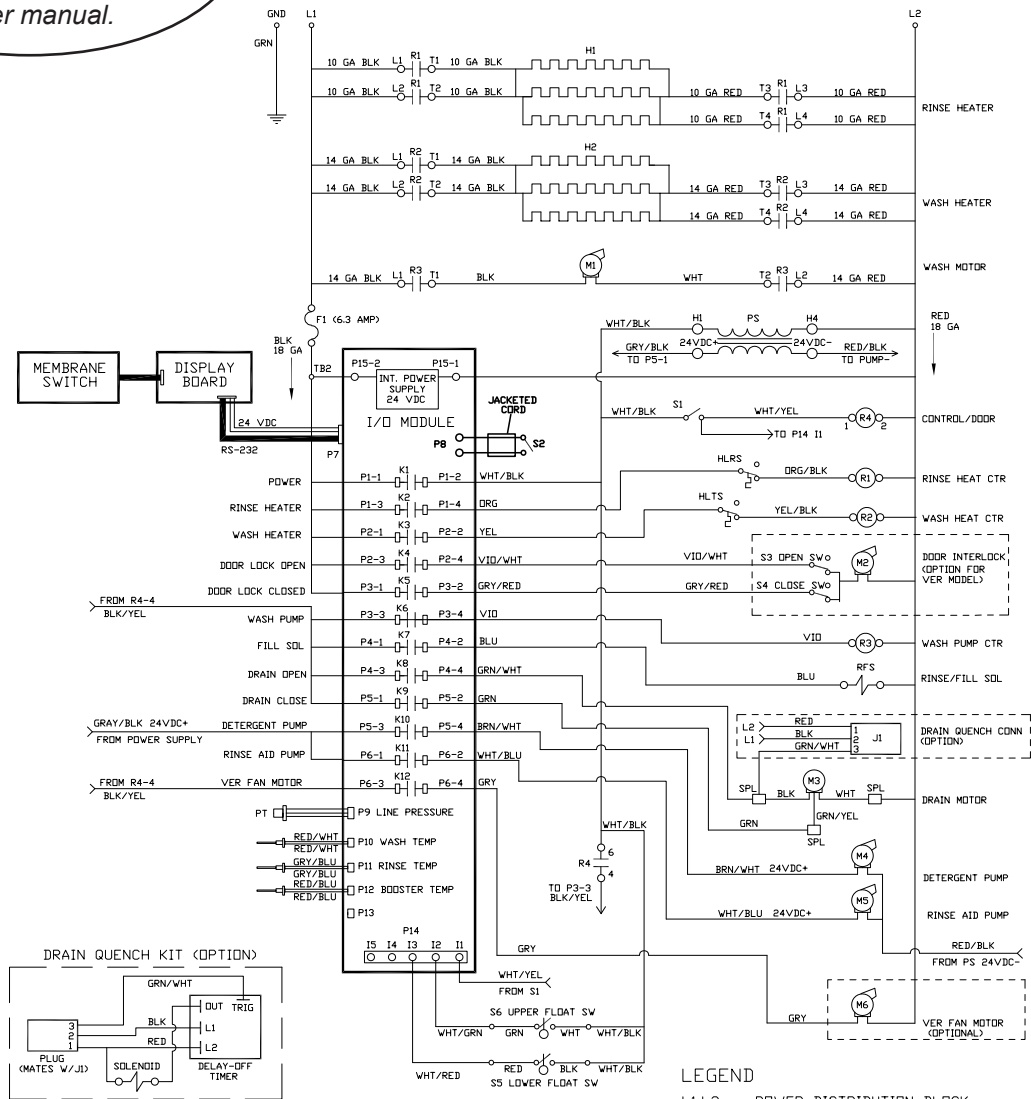 er manual.
GND L1 L2
GRN
H1
10 GA BLK L1 R1 T1 10 GA BLK
10 GA BLK L2 R1 T2 10 GA BLK 10 GA RED T3 R1 L3 10 GA RED
RINSE HEATER
10 GA RED T4 R1 L4 10 GA RED
H2
14 GA BLK L1 R2 T1 14 GA BLK
14 GA BLK L2 R2 T2 14 GA BLK 14 GA RED T3 R2 L3 14 GA RED
WASH HEATER
14 GA RED T4 R2 L4 14 GA RED
WASH MOTOR
14 GA BLK L1 R3 T1 BLK M1 WHT T2 R3 L2 14 GA RED
F1 (6.3 AMP)
WHT/BLK H1 PS H4
RED
18 GA
BLK
18 GA
GRY/BLK 24VDC+ 24VDC- RED/BLK
TO P5-1 TO PUMP-
MEMBRANE
SWITCH
DISPLAY
BOARD
TB2 P15-2 P15-1
INT. POWER
SUPPLY
24 VDC
I/O MODULE
JACKETED
CORD
P8 S2
24 VDC
RS-232 P7
WHT/BLK S1 WHT/YEL 1 R4 2 CONTROL/DOOR
TO P14 I1
POWER P1-1 K1 P1-2 WHT/BLK
HLRS ORG/BLK R1 RINSE HEAT CTR
RINSE HEATER P1-3 K2 P1-4 ORG
HLTS YEL/BLK R2 WASH HEAT CTR
WASH HEATER P2-1 K3 P2-2 YEL
DOOR LOCK OPEN P2-3 K4 P2-4 VIO/WHT
VIO/WHT S3 OPEN SW M2
DOOR INTERLOCK
(OPTION FOR
VER MODEL)
DOOR LOCK CLOSED P3-1 K5 P3-2 GRY/RED
GRY/RED S4 CLOSE SW
FROM R4-4
BLK/YEL
WASH PUMP P3-3 K6 P3-4 VIO
VIO R3 WASH PUMP CTR
FILL SOL P4-1 K7 P4-2 BLU
BLU RFS RINSE/FILL SOL
DRAIN OPEN P4-3 K8 P4-4 GRN/WHT
DRAIN CLOSE P5-1 K9 P5-2 GRN
L2 RED 1
L1 BLK 2 J1
GRN/WHT 3
DRAIN QUENCH CONN
(OPTION)
GRAY/BLK 24VDC+
FROM POWER SUPPLY
DETERGENT PUMP P5-3 K10 P5-4 BRN/WHT
RINSE AID PUMP P6-1 K11 P6-2 WHT/BLU
FROM R4-4
BLK/YEL
VER FAN MOTOR P6-3 K12 P6-4 GRY
SPL BLK M3 WHT SPL DRAIN MOTOR
GRN GRN/YEL
SPL
PT P9 LINE PRESSURE
RED/WHT
RED/WHT
P10 WASH TEMP
GRY/BLU
GRY/BLU
P11 RINSE TEMP
RED/BLU
RED/BLU
P12 BOOSTER TEMP
P13
WHT/BLK
6
R4
4
TO P3-3
BLK/YEL
BRN/WHT 24VDC+ M4
DETERGENT PUMP
WHT/BLU 24VDC+ M5
RINSE AID PUMP
RED/BLK
FROM PS 24VDC-
P14
I5 I4 I3 I2 I1
GRY
WHT/YEL
FROM S1
S6 UPPER FLOAT SW
WHT/GRN GRN WHT WHT/BLK
GRY M6
VER FAN MOTOR
(OPTIONAL)
WHT/RED RED BLK WHT/BLK
S5 LOWER FLOAT SW
DRAIN QUENCH KIT (OPTION)
GRN/WHT
OUT TRIG
3
2
1
BLK L1
RED L2
PLUG
(MATES W/J1)
SOLENOID
DELAY-OFF
TIMER
LEGEND